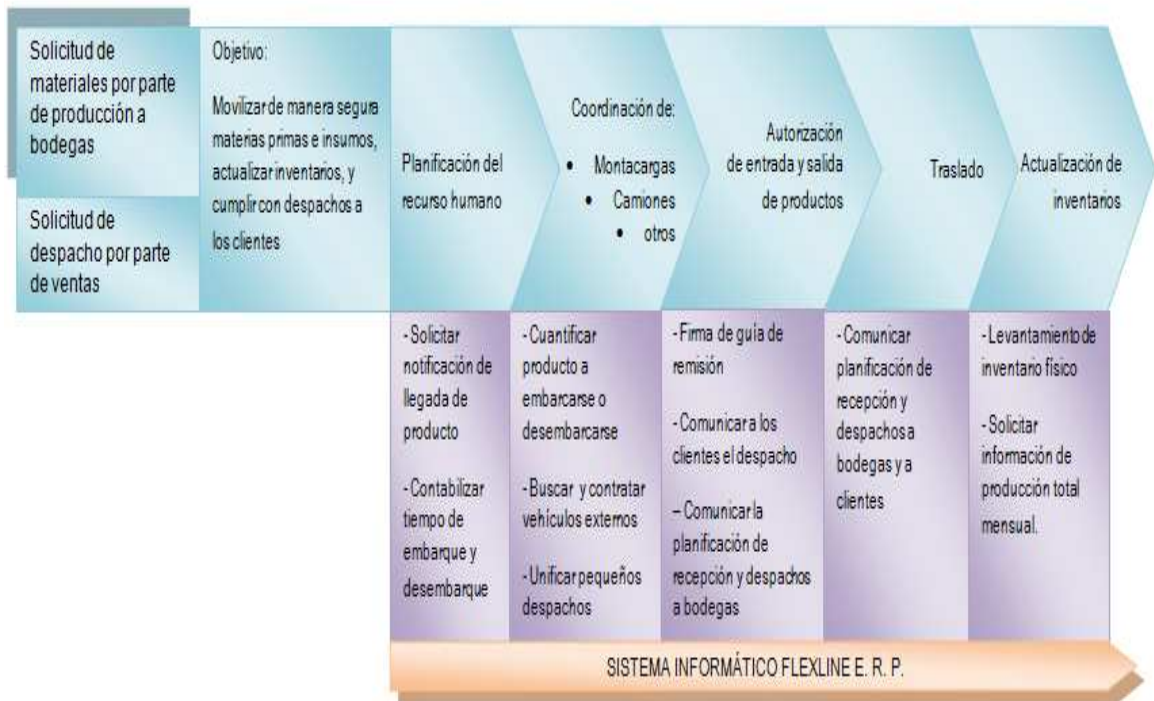 Solicitud de
materiales por parte
de producción a
bodegas
Solicitud de
despacho por parte
de ventas
Objetivo:
Movilizar de manera segura
materias primas e insumos,
actualizar inventarios, y
cumplir con despachos a
los clientes
Planificación del
recurso humano
Coordinación de:
• Montacargas
• Camiones
• otros
Autorización
de entrada y salida
de productos
Traslado
Actualización de
inventarios
- Solicitar
notificación de
llegada de
producto
- Contabilizar
tiempo de
embarque y
desembarque
- Cuantificar
producto a
embarcarse o
desembarcarse
- Buscar y contratar
vehículos externos
- Unificar pequeños
despachos
- Firma de guía de
remisión
- Comunicar a los
clientes el despacho
– Comunicar la
planificación de
recepción y despachos
a bodegas
- Comunicar
planificación de
recepción y
despachos a
bodegas y a
clientes
- Levantamiento de
inventario físico
- Solicitar
información de
producción total
mensual.
SISTEMA INFORMÁTICO FLEXLINE E. R. P.